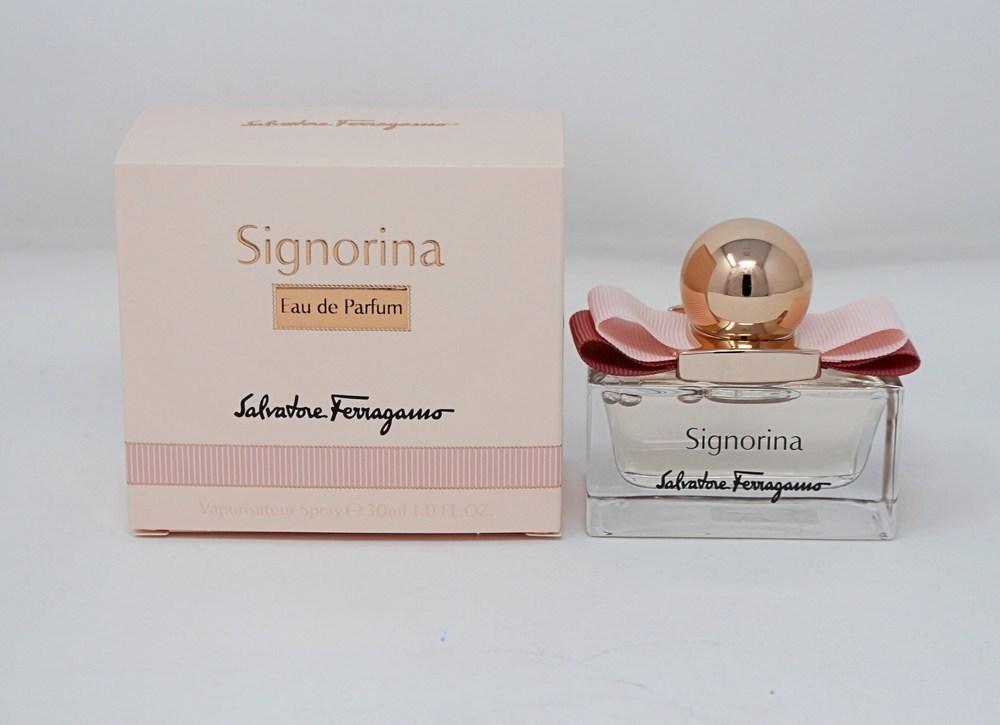 Salvatore Ferragamo
Signorina
Eau de Parfum
Salvatore Ferragamo
Vaporisateur Spray ℮ 30ml 1.0 fl. OZ.
Signorina
Salvatore Ferragamo